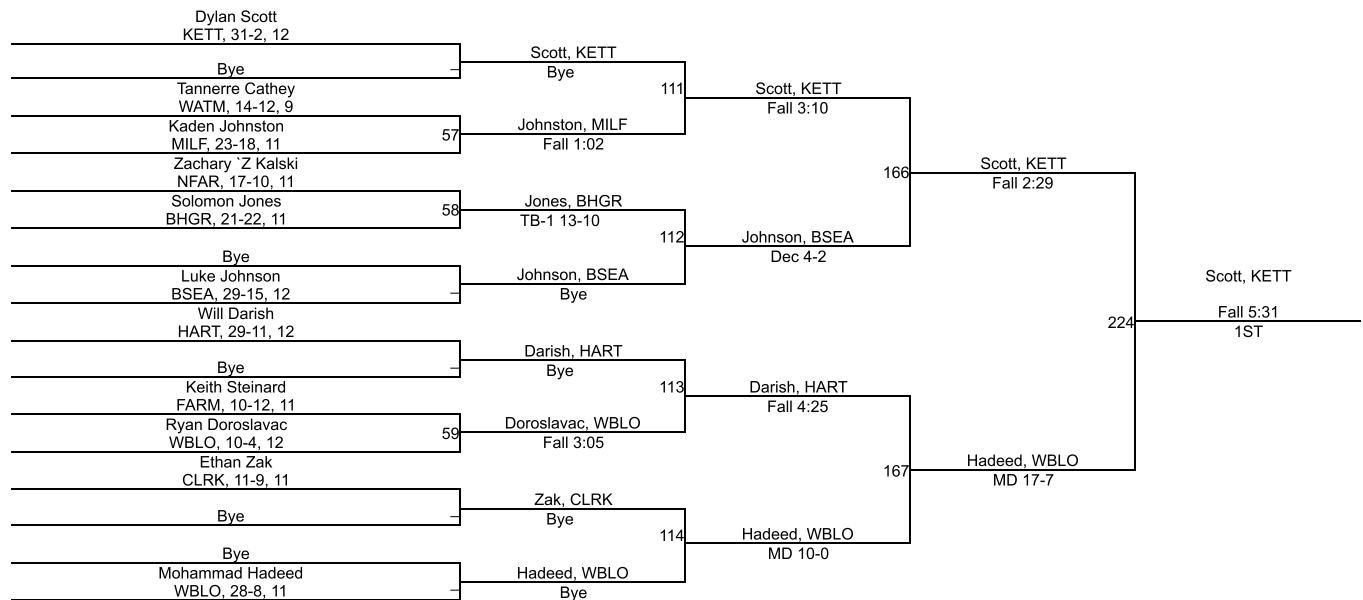 Dylan Scott
KETT, 31-2, 12
Bye
Tannerre Cathey
WATM, 14-12, 9
Kaden Johnston
MILF, 23-18, 11
Zachary `Z Kalski
NFAR, 17-10, 11
Solomon Jones
BHGR, 21-22, 11
Bye
Luke Johnson
BSEA, 29-15, 12
Will Darish
HART, 29-11, 12
Bye
Keith Steinard
FARM, 10-12, 11
Ryan Doroslavac
WBLO, 10-4, 12
Ethan Zak
CLRK, 11-9, 11
Bye
Bye
Mohammad Hadeed
WBLO, 28-8, 11
–
57
58
–
–
59
–
–
Scott, KETT
Bye
Johnston, MILF
Fall 1:02
Jones, BHGR
TB-1 13-10
Johnson, BSEA
Bye
Darish, HART
Bye
Doroslavac, WBLO
Fall 3:05
Zak, CLRK
Bye
Hadeed, WBLO
Bye
111
112
113
114
Scott, KETT
Fall 3:10
Johnson, BSEA
Dec 4-2
Darish, HART
Fall 4:25
Hadeed, WBLO
MD 10-0
166
167
Scott, KETT
Fall 2:29
Hadeed, WBLO
MD 17-7
224
Scott, KETT
Fall 5:31
1ST